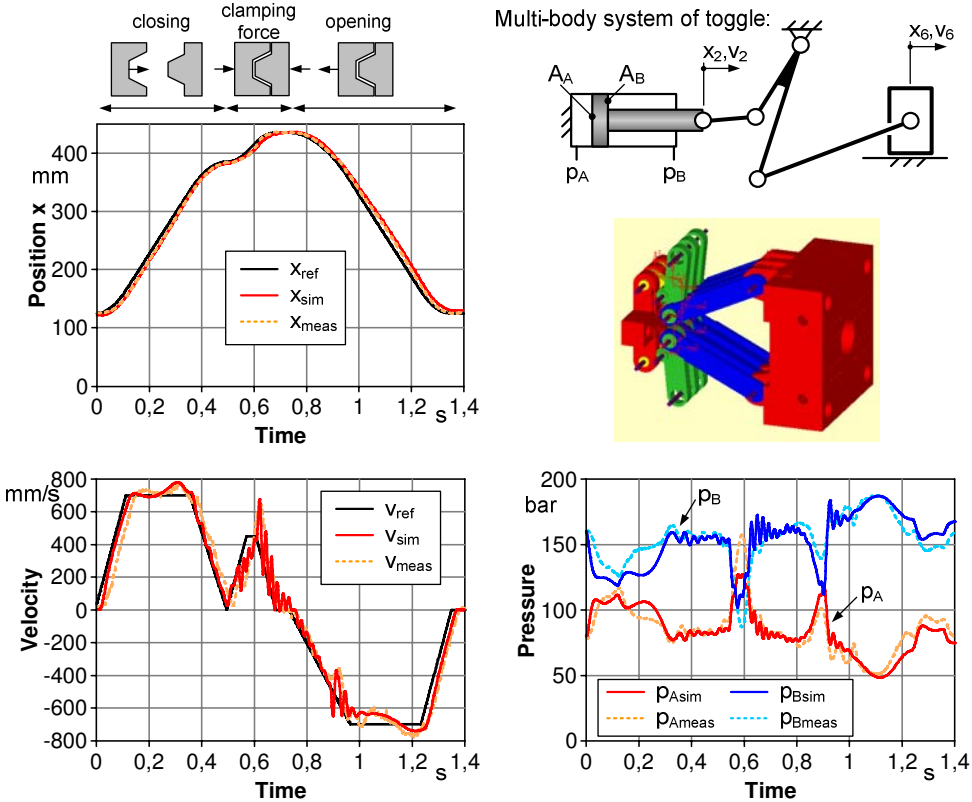 closing
clamping
force
opening
400
mm
300
200
100
0
Position x
xref
xsim
xmeas
0 0,2 0,4 0,6 0,8 1 1,2 s 1,4
Time
Multi-body system of toggle:
x2,v2
x6,v6
AA
AB
pA
pB
800
mm/s
400
200
0
-200
-400
-600
-800
Velocity
vref
vsim
vmeas
0 0,2 0,4 0,6 0,8 1 1,2 s 1,4
Time
200
bar
150
100
50
0
Pressure
pB
pA
pAsim pBsim
pAmeas pBmeas
0 0,2 0,4 0,6 0,8 1 1,2 s 1,4
Time